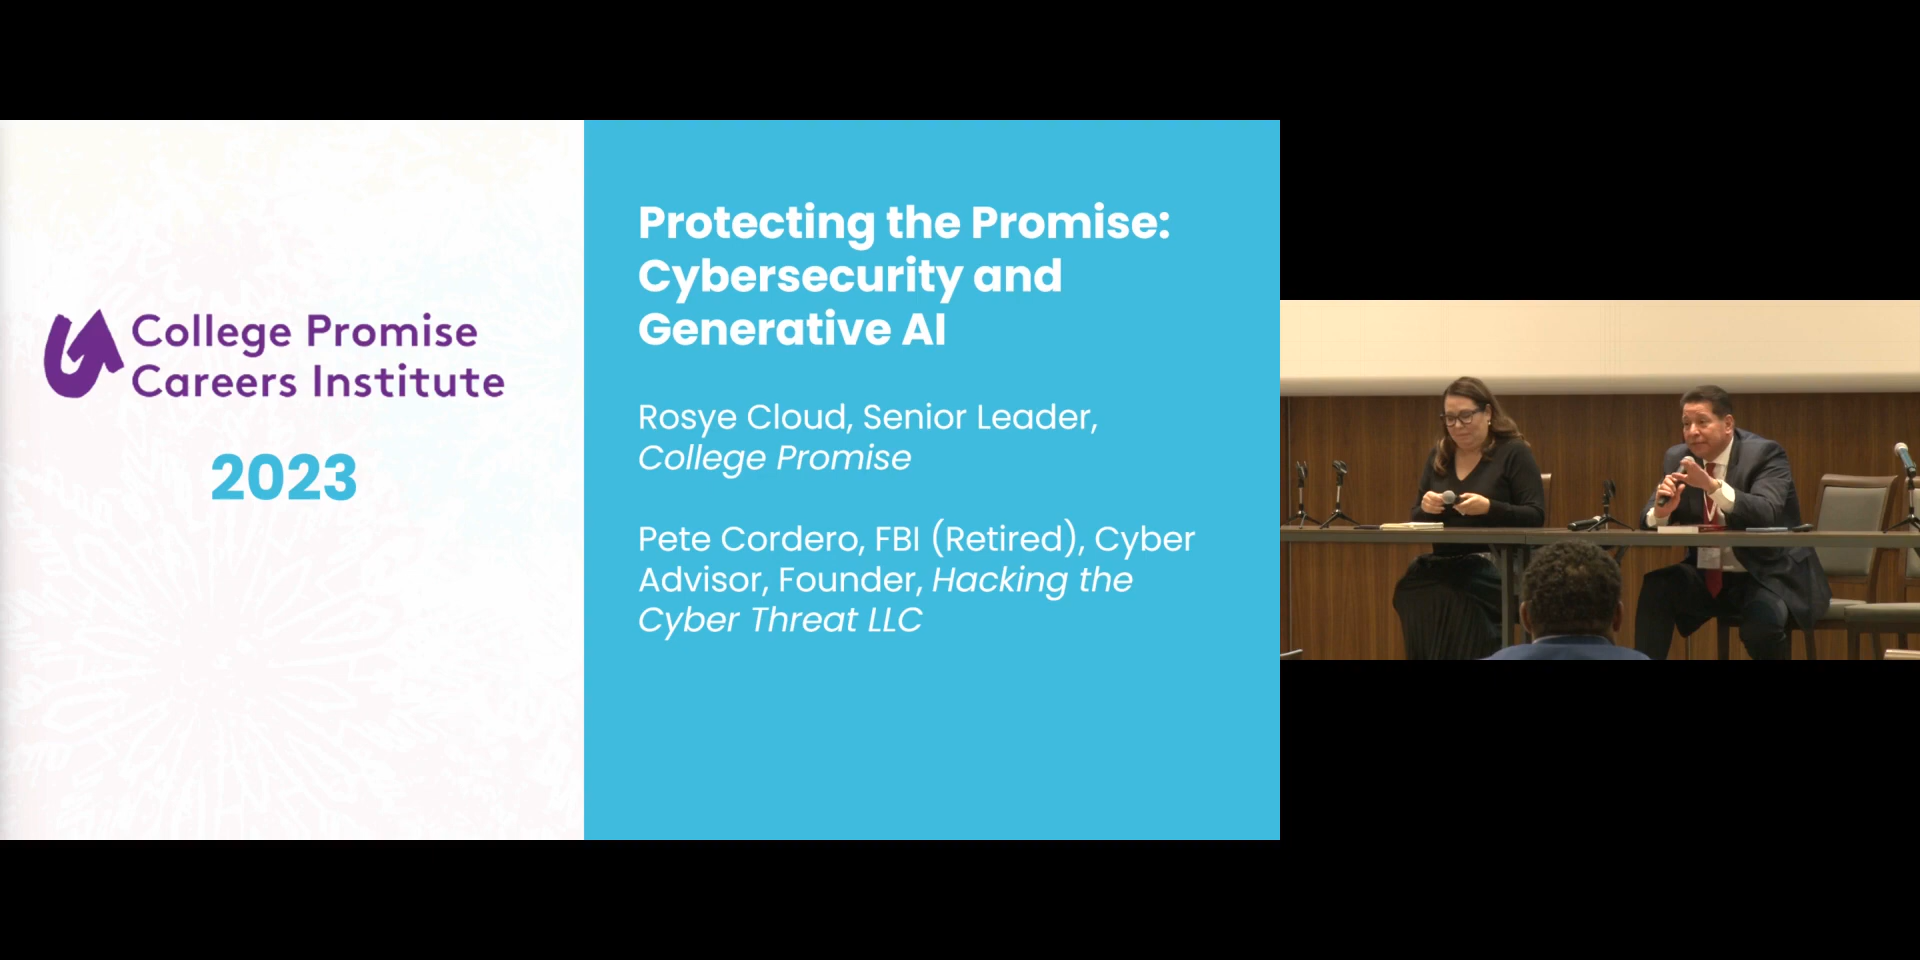 College Promise
Careers Institute
2023
Protecting the Promise:
Cybersecurity and
Generative AI
Rosye Cloud, Senior Leader,
College Promise
Pete Cordero, FBI (Retired), Cyber
Advisor, Founder, Hacking the
Cyber Threat LLC